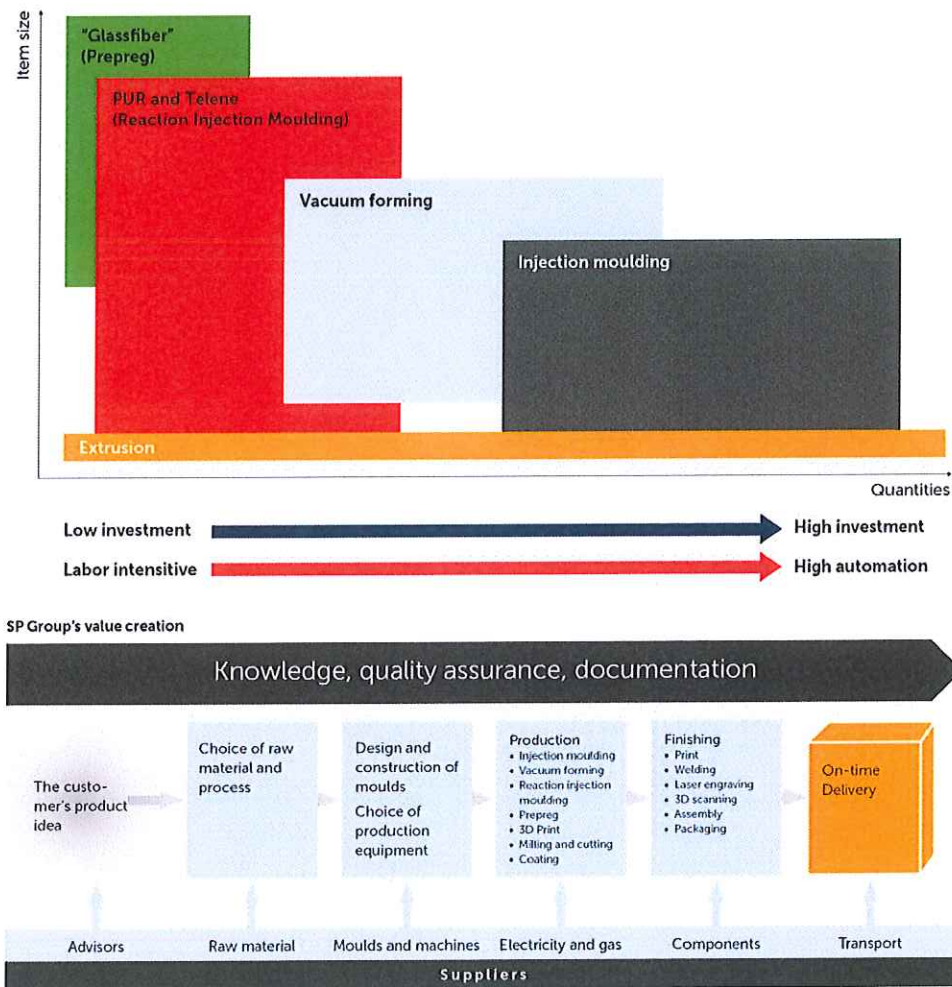 Item size
"Glassfiber"
(Prepreg)
PUR and Telene
(Reaction Injection Moulding)
Vacuum forming
Injection moulding
Extrusion
Quantities
Low investment
High investment
Labor intensitive
High automation
SP Group's value creation
Knowledge, quality assurance, documentation
The custo-
mer's product
idea
Choice of raw
material and
process
Design and
construction of
moulds
Choice of
production
equipment
Production
• Injection moulding
• Vacuum forming
• Reaction injection
moulding
• Prepreg
• 3D Print
• Milling and cutting
• Coating
Finishing
• Print
• Welding
• Laser engraving
• 3D scanning
• Assembly
• Packaging
On-time
Delivery
Advisors
Raw material
Moulds and machines
Electricity and gas
Components
Transport
Suppliers